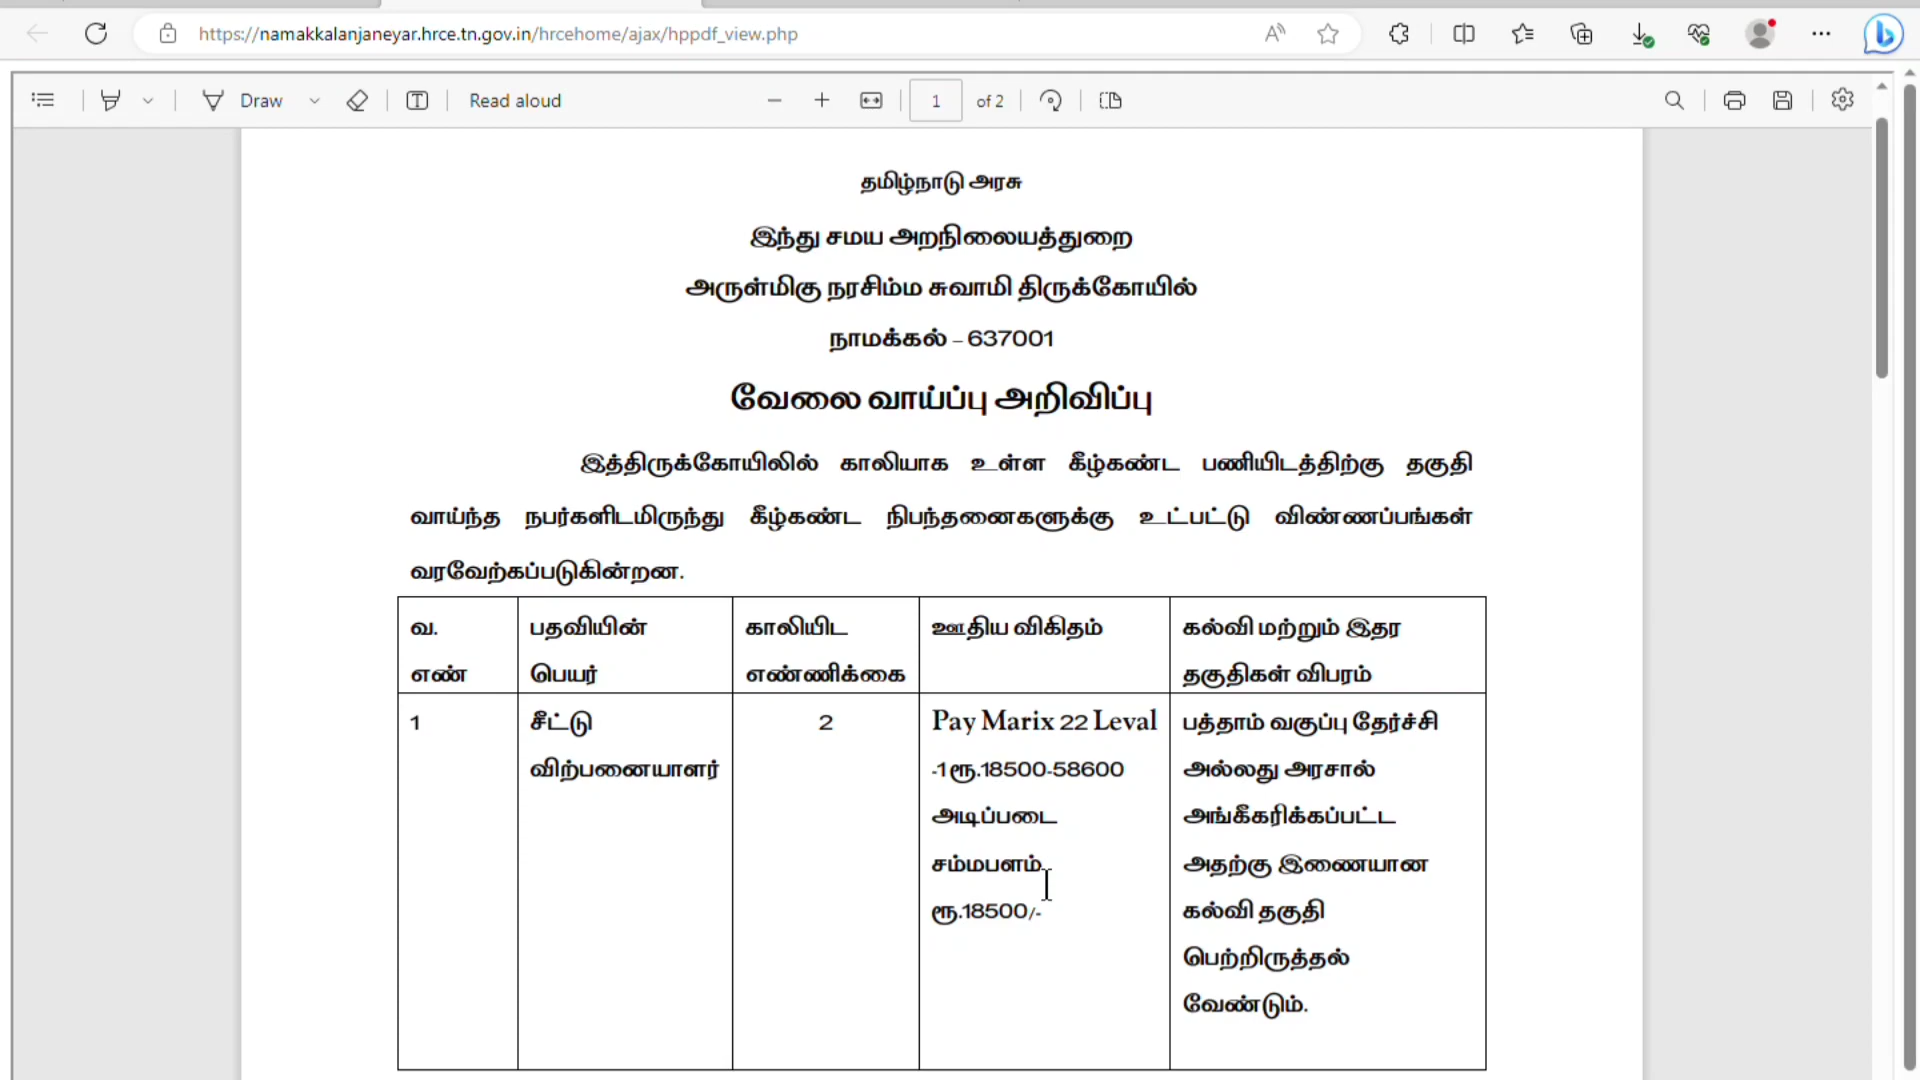 https://namakkalanjaneyar.hrce.tn.gov.in/hrcehome/ajax/hppdf_view.php
Draw
Read aloud
1 of 2
தமிழ்நாடு அரசு
இந்து சமய அறநிலையத்துறை
அருள்மிகு நரசிம்ம சுவாமி திருக்கோயில்
நாமக்கல் – 637001
வேலை வாய்ப்பு அறிவிப்பு
இத்திருக்கோயிலில் காலியாக உள்ள கீழ்கண்ட பணியிடத்திற்கு தகுதி
வாய்ந்த நபர்களிடமிருந்து கீழ்கண்ட நிபந்தனைகளுக்கு உட்பட்டு விண்ணப்பங்கள்
வரவேற்கப்படுகின்றன.
வ.
எண்
பதவியின்
பெயர்
காலியிட
எண்ணிக்கை
ஊதிய விகிதம்
கல்வி மற்றும் இதர
தகுதிகள் விபரம்
1
சீட்டு
விற்பனையாளர்
2
Pay Marix 22 Leval
-1ரூ.18500-58600
அடிப்படை
சம்மபளம்
ரூ.18500/-
பத்தாம் வகுப்பு தேர்ச்சி
அல்லது அரசால்
அங்கீகரிக்கப்பட்ட
அதற்கு இணையான
கல்வி தகுதி
பெற்றிருத்தல்
வேண்டும்.